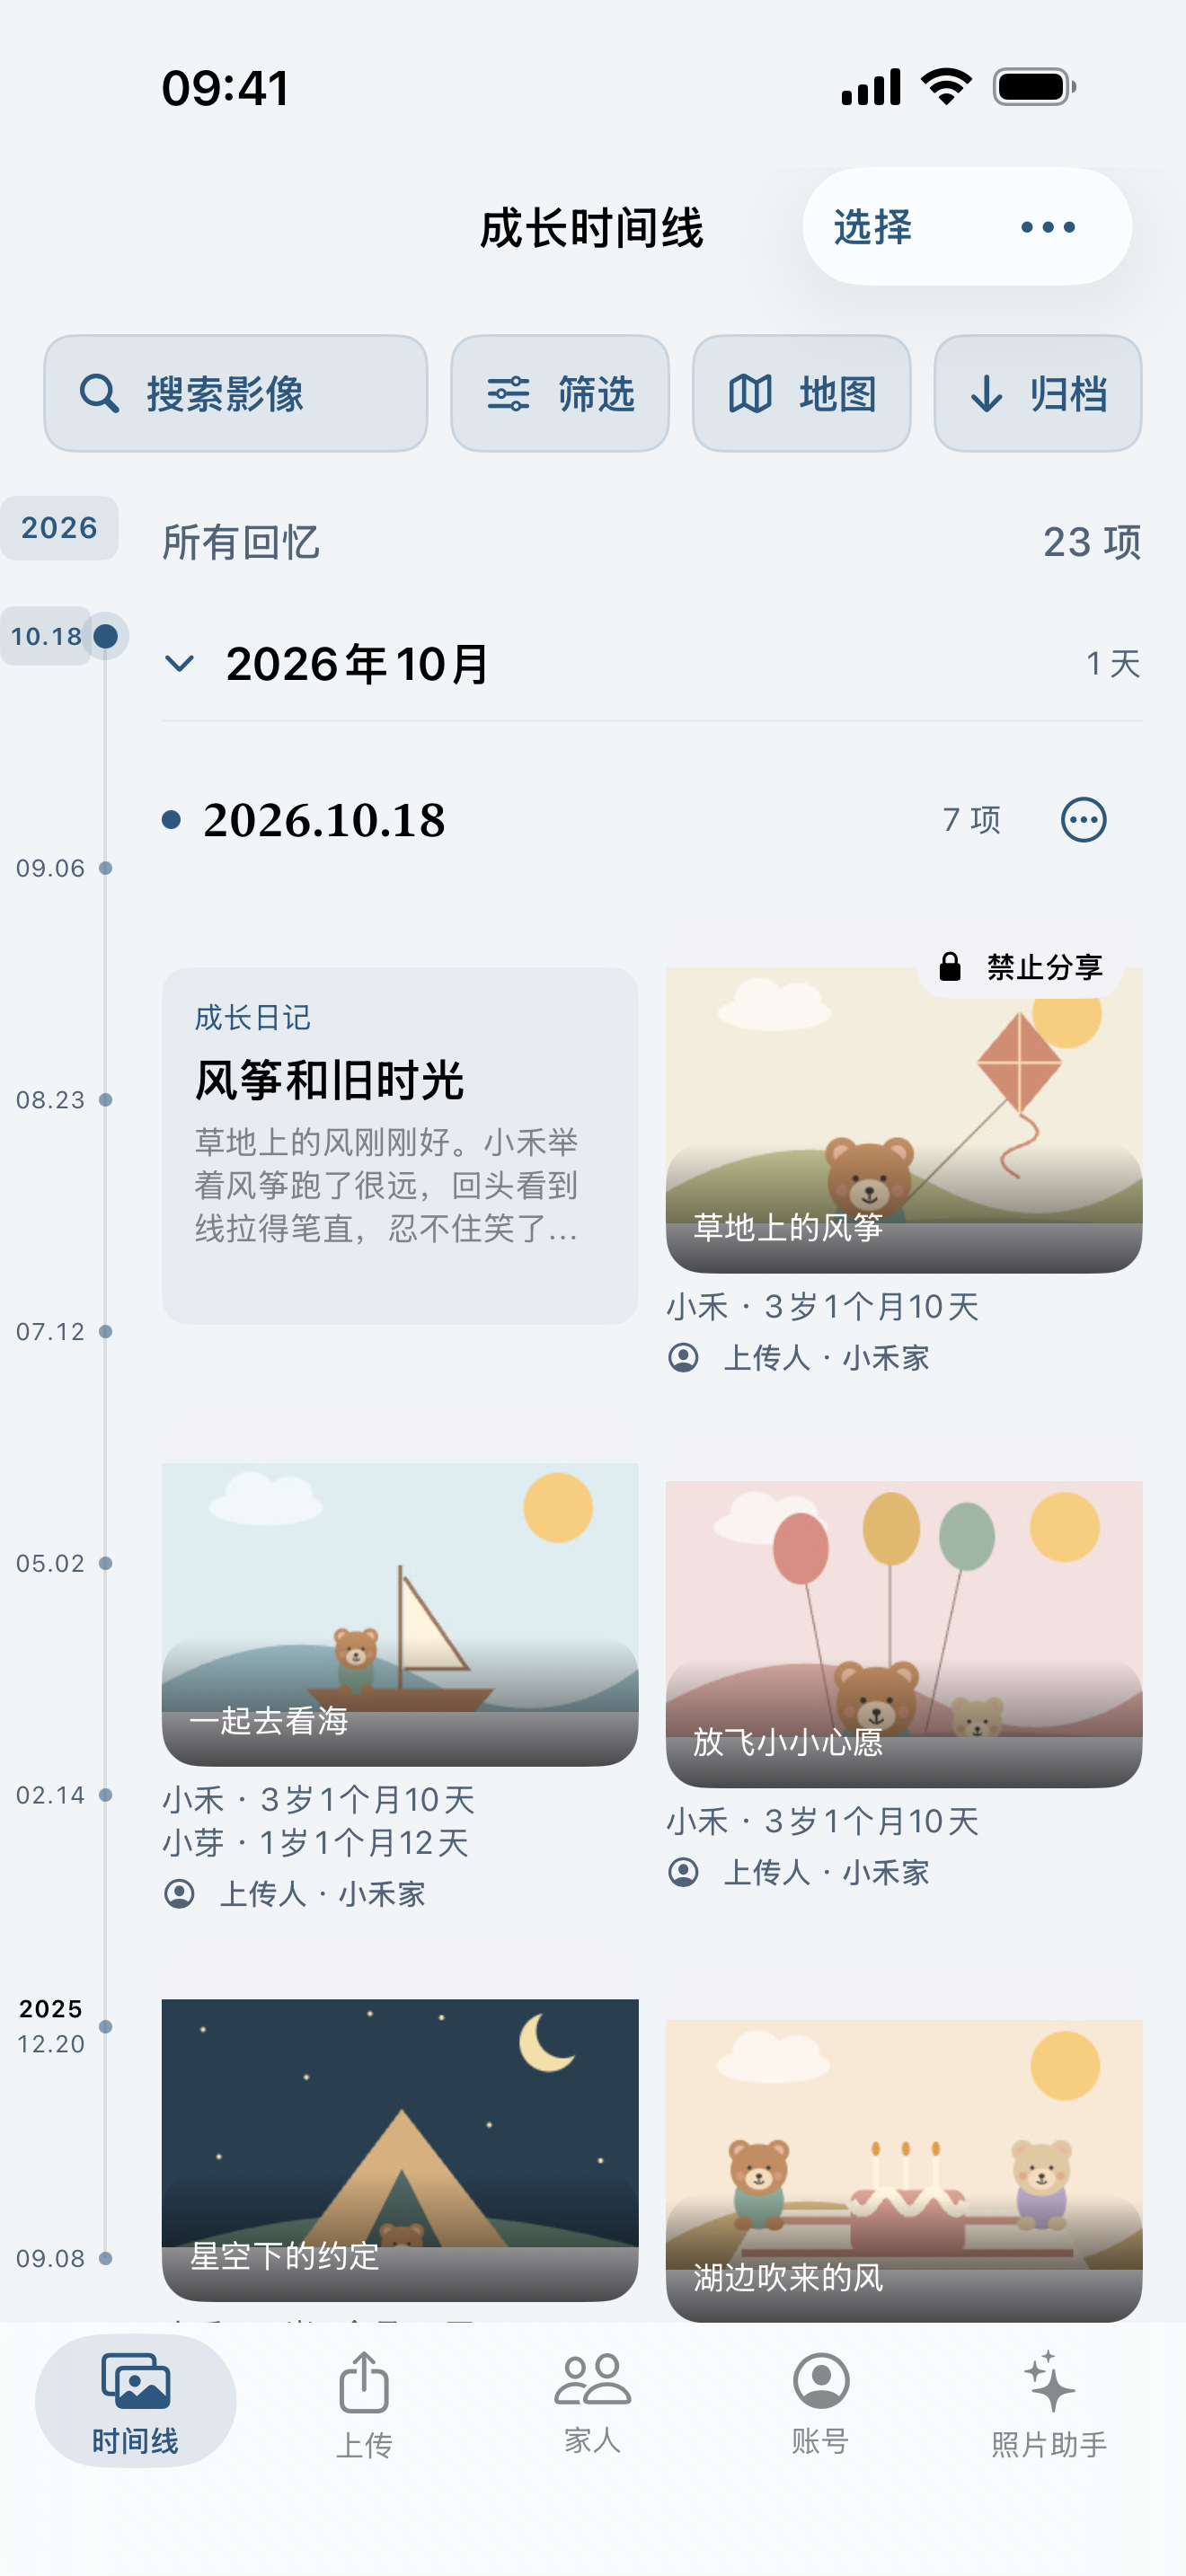 09:41
成长时间线
选择
搜索影像
筛选
地图
归档
2026
所有回忆
23 项
10.18
2026年10月
1 天
2026.10.18
7 项
09.06
禁止分享
成长日记
风筝和旧时光
草地上的风刚刚好。小禾举
着风筝跑了很远，回头看到
线拉得笔直，忍不住笑了...
08.23
草地上的风筝
小禾 · 3岁1个月10天
上传人 · 小禾家
07.12
05.02
一起去看海
小禾 · 3岁1个月10天
小芽 · 1岁1个月12天
上传人 · 小禾家
放飞小小心愿
小禾 · 3岁1个月10天
上传人 · 小禾家
02.14
2025
12.20
星空下的约定
湖边吹来的风
09.08
时间线
上传
家人
账号
照片助手